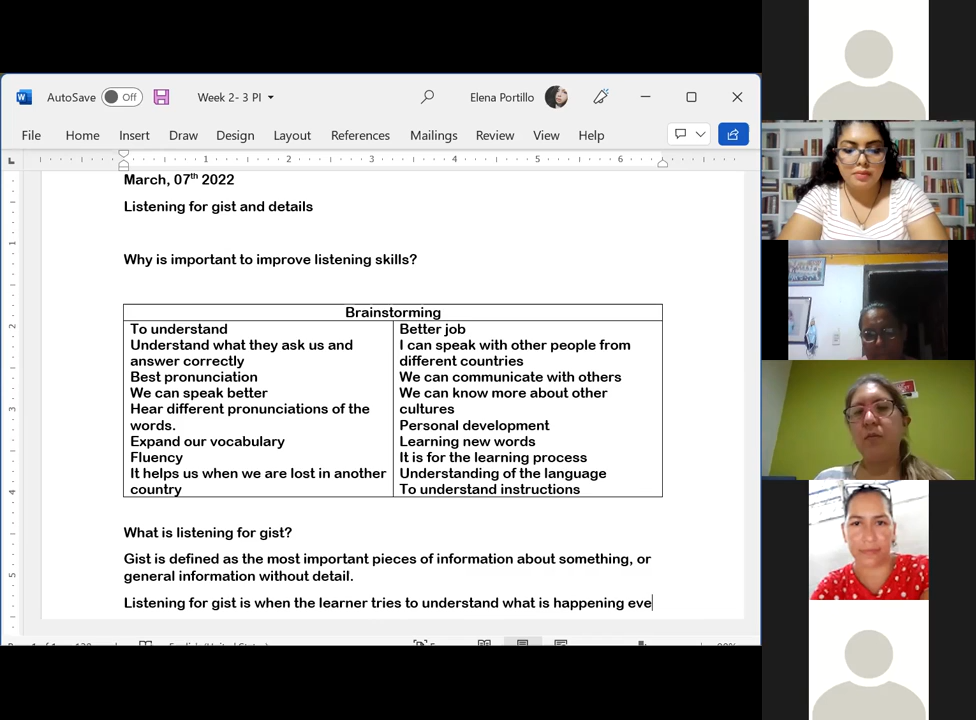 AutoSave Off Week 2- 3 PI Elena Portillo
File Home Insert Draw Design Layout References Mailings Review View Help
1 2 3 4 5 6
March, 07th 2022
Listening for gist and details
Why is important to improve listening skills?
Brainstorming
To understand
Understand what they ask us and
answer correctly
Best pronunciation
We can speak better
Hear different pronunciations of the
words.
Expand our vocabulary
Fluency
It helps us when we are lost in another
country
Better job
I can speak with other people from
different countries
We can communicate with others
We can know more about other
cultures
Personal development
Learning new words
It is for the learning process
Understanding of the language
To understand instructions
What is listening for gist?
Gist is defined as the most important pieces of information about something, or
general information without detail.
Listening for gist is when the learner tries to understand what is happening eve